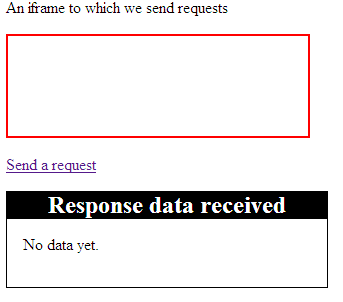 An iframe to which we send requests
Send a request
Response data received
No data yet.